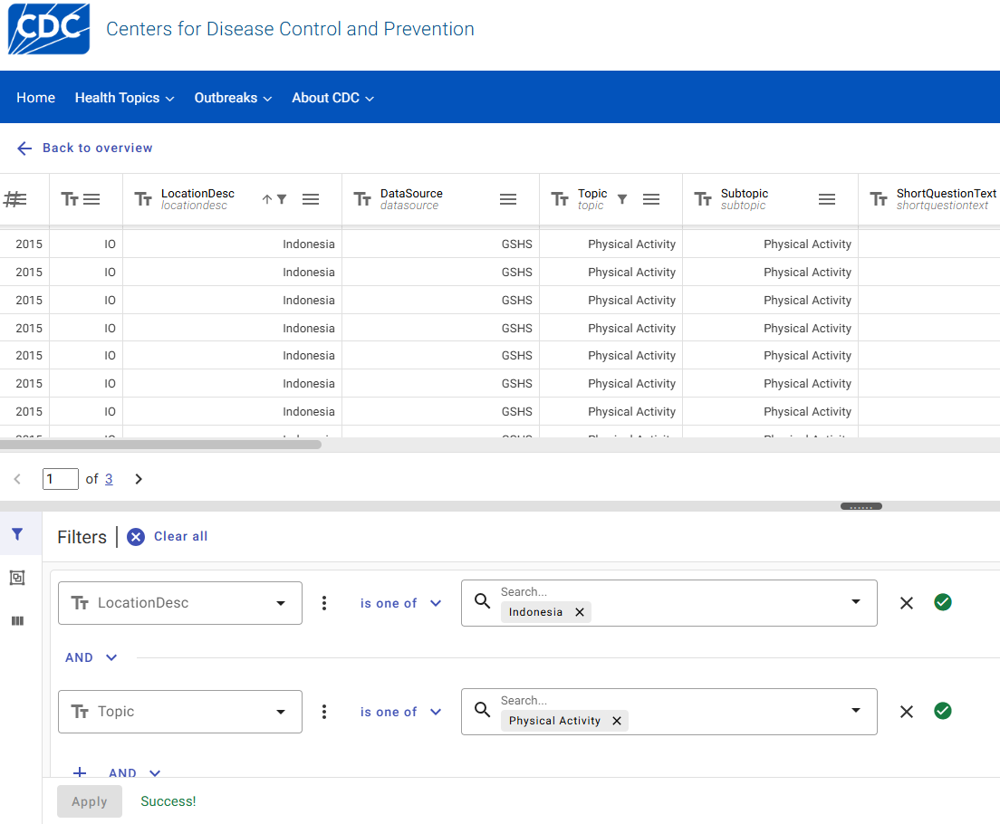 CDC Centers for Disease Control and Prevention
Home Health Topics Outbreaks About CDC
Back to overview
# LocationDesc DataSource Topic Subtopic ShortQuestionText
locationdesc datasource topic subtopic shortquestiontext
2015 IO Indonesia GSHS Physical Activity Physical Activity
2015 IO Indonesia GSHS Physical Activity Physical Activity
2015 IO Indonesia GSHS Physical Activity Physical Activity
2015 IO Indonesia GSHS Physical Activity Physical Activity
2015 IO Indonesia GSHS Physical Activity Physical Activity
2015 IO Indonesia GSHS Physical Activity Physical Activity
2015 IO Indonesia GSHS Physical Activity Physical Activity
1 of 3
Filters Clear all
LocationDesc is one of Search...
Indonesia
AND
Topic is one of Search...
Physical Activity
AND
Apply Success!